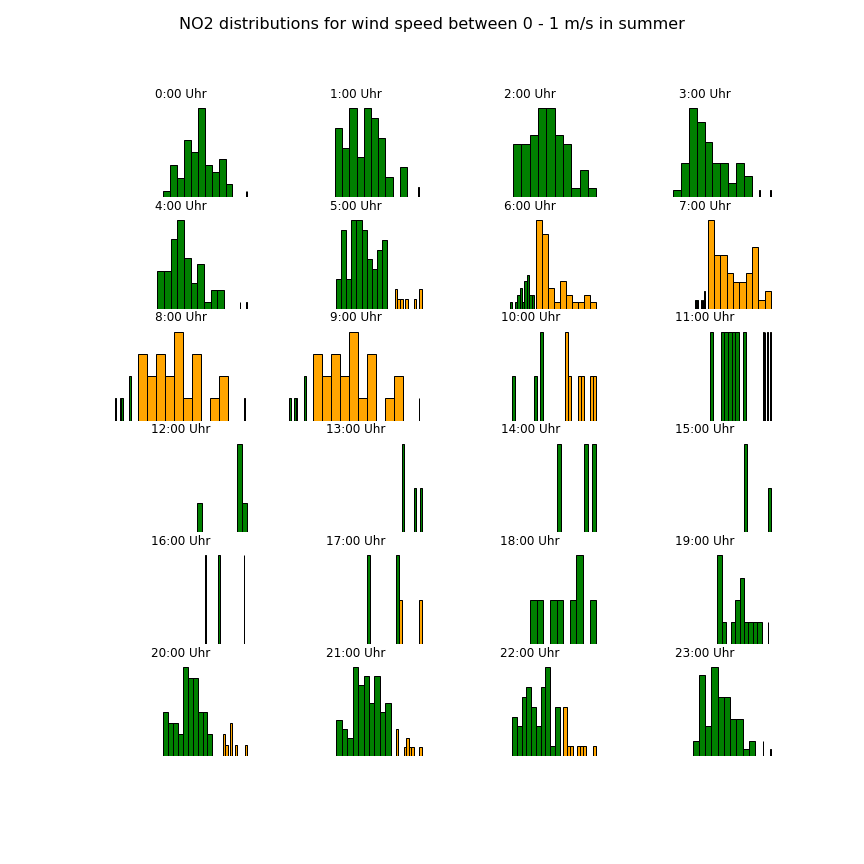 NO2 distributions for wind speed between 0 - 1 m/s in summer
0:00 Uhr
1:00 Uhr
2:00 Uhr
3:00 Uhr
4:00 Uhr
5:00 Uhr
6:00 Uhr
7:00 Uhr
8:00 Uhr
9:00 Uhr
10:00 Uhr
11:00 Uhr
12:00 Uhr
13:00 Uhr
14:00 Uhr
15:00 Uhr
16:00 Uhr
17:00 Uhr
18:00 Uhr
19:00 Uhr
20:00 Uhr
21:00 Uhr
22:00 Uhr
23:00 Uhr